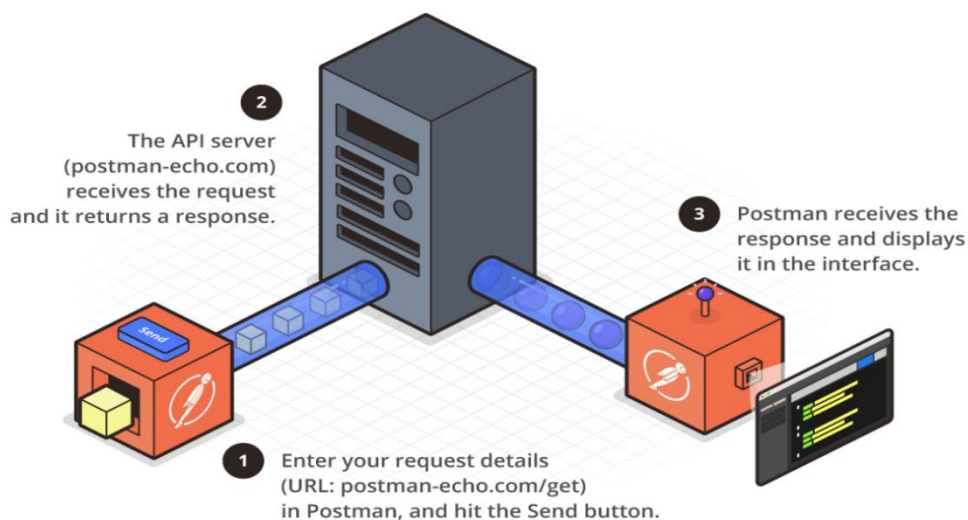 2
The API server
(postman-echo.com)
receives the request
and it returns a response.
3
Postman receives the
response and displays
it in the interface.
Send
1
Enter your request details
(URL: postman-echo.com/get)
in Postman, and hit the Send button.